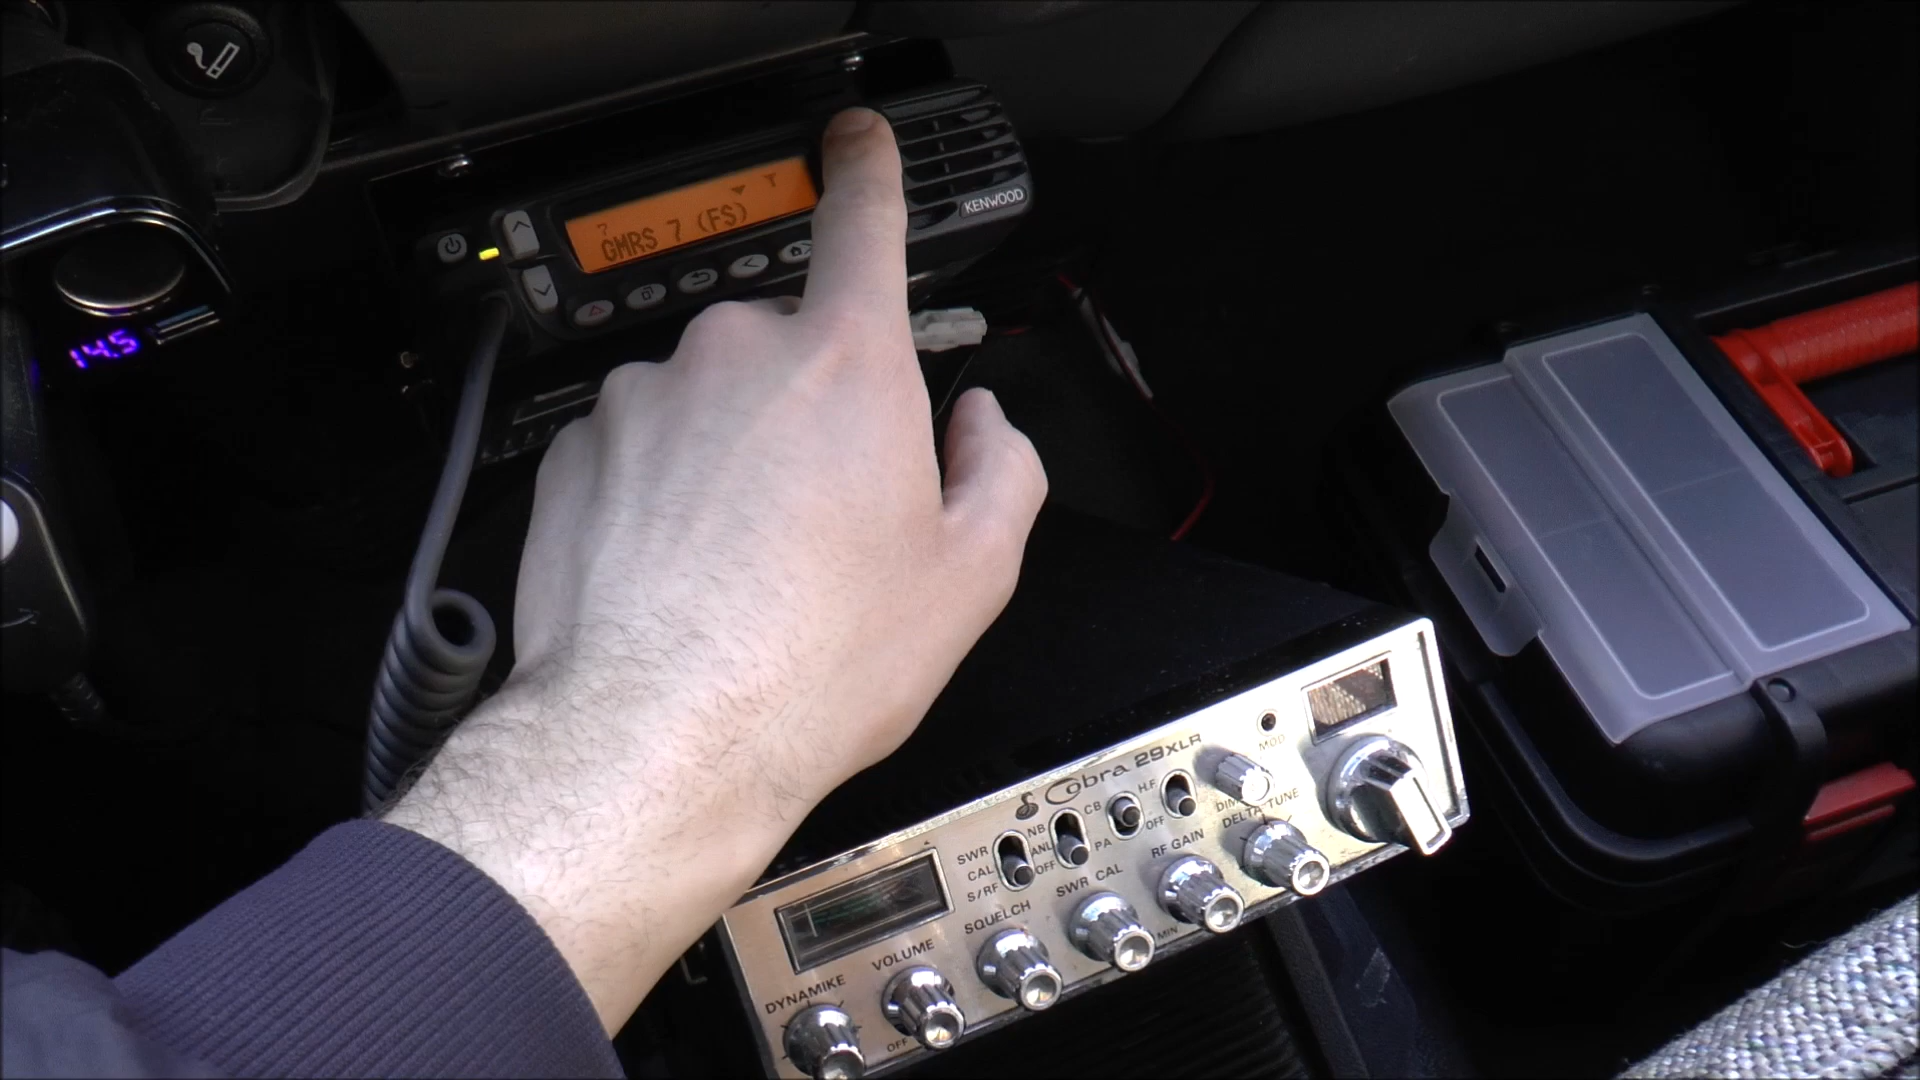 KENWOOD
?
GMRS 7 (FS)
14.5
Cobra 29XLR
MOD
SWR
CAL
S/RF
NB
ANL
OFF
CB
PA
H.F
OFF
DIM
DELTA TUNE
RF GAIN
SWR CAL
SQUELCH
VOLUME
DYNAMIKE
MIN
OFF